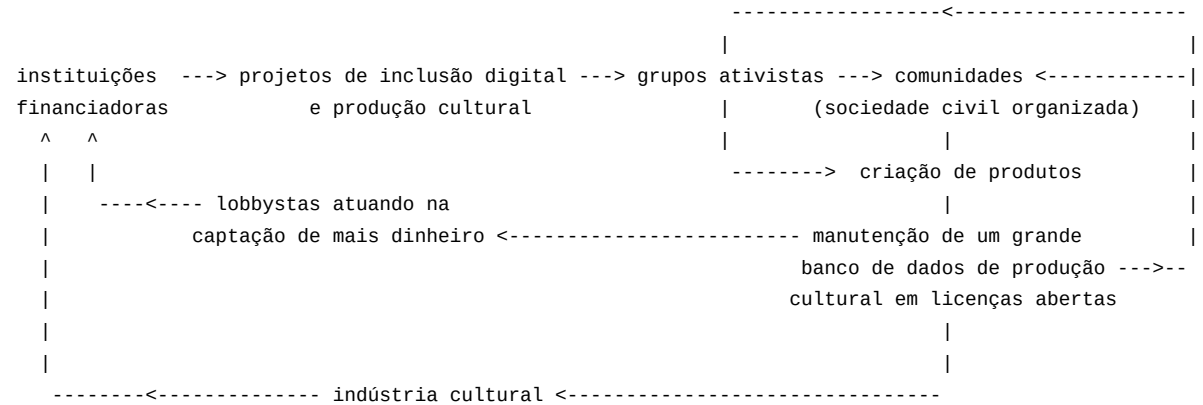 ------------------<--------------------
| |
instituições ---> projetos de inclusão digital ---> grupos ativistas ---> comunidades <------------|
financiadoras e produção cultural | (sociedade civil organizada) |
^ ^ | | |
| | --------> criação de produtos |
| ----<---- lobbystas atuando na | |
| captação de mais dinheiro <------------------------ manutenção de um grande |
| banco de dados de produção --->--
| cultural em licenças abertas
| |
| |
--------<-------------- indústria cultural <--------------------------------